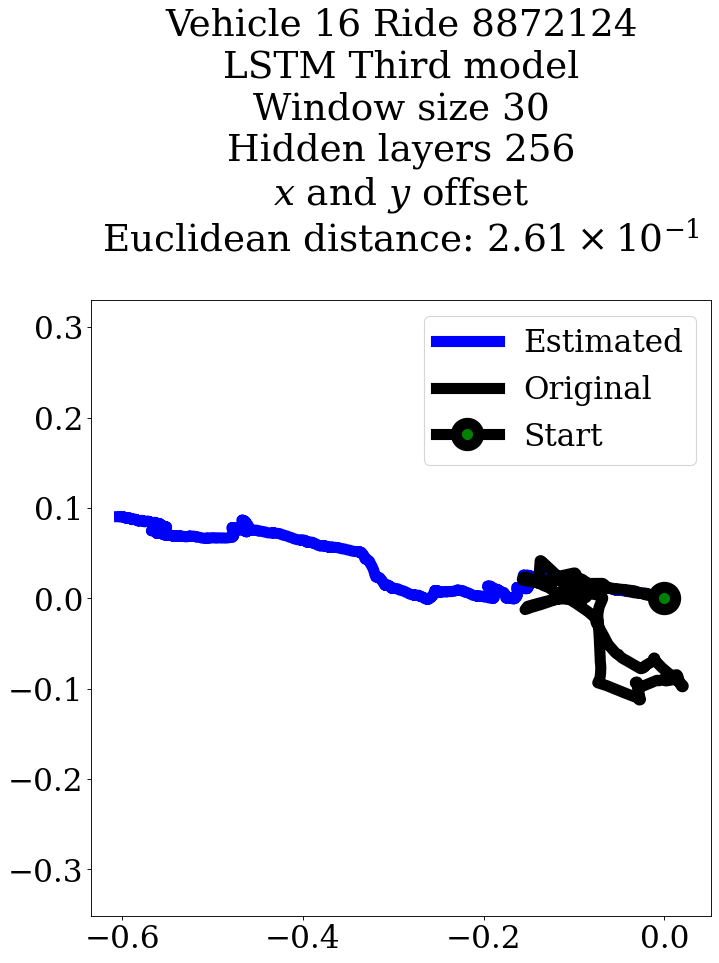 Vehicle 16 Ride 8872124
LSTM Third model
Window size 30
Hidden layers 256
x and y offset
Euclidean distance: 2.61 × 10⁻¹
Estimated
Original
Start
0.3
0.2
0.1
0.0
−0.1
−0.2
−0.3
−0.6
−0.4
−0.2
0.0